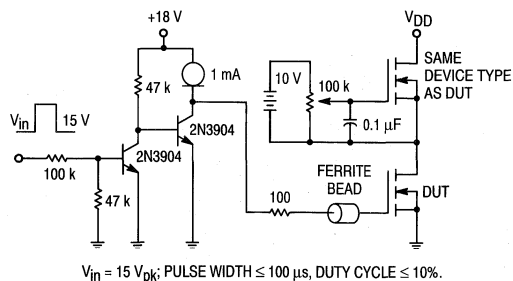 +18 V
V_DD
1 mA
47 k
SAME
DEVICE TYPE
AS DUT
10 V
100 k
V_in
15 V
2N3904
2N3904
0.1 µF
100 k
47 k
FERRITE
BEAD
DUT
100
V_in = 15 V_pk; PULSE WIDTH ≤ 100 µs, DUTY CYCLE ≤ 10%.